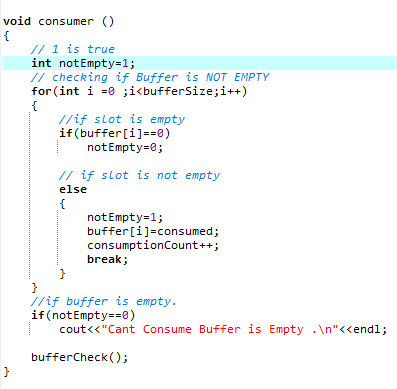 void consumer ()
{
// 1 is true
int notEmpty=1;
// checking if Buffer is NOT EMPTY
for(int i =0 ;i<bufferSize;i++)
{
//if slot is empty
if(buffer[i]==0)
notEmpty=0;
// if slot is not empty
else
{
notEmpty=1;
buffer[i]=consumed;
consumptionCount++;
break;
}
}
//if buffer is empty.
if(notEmpty==0)
cout<<"Cant Consume Buffer is Empty .\n"<<endl;
bufferCheck();
}